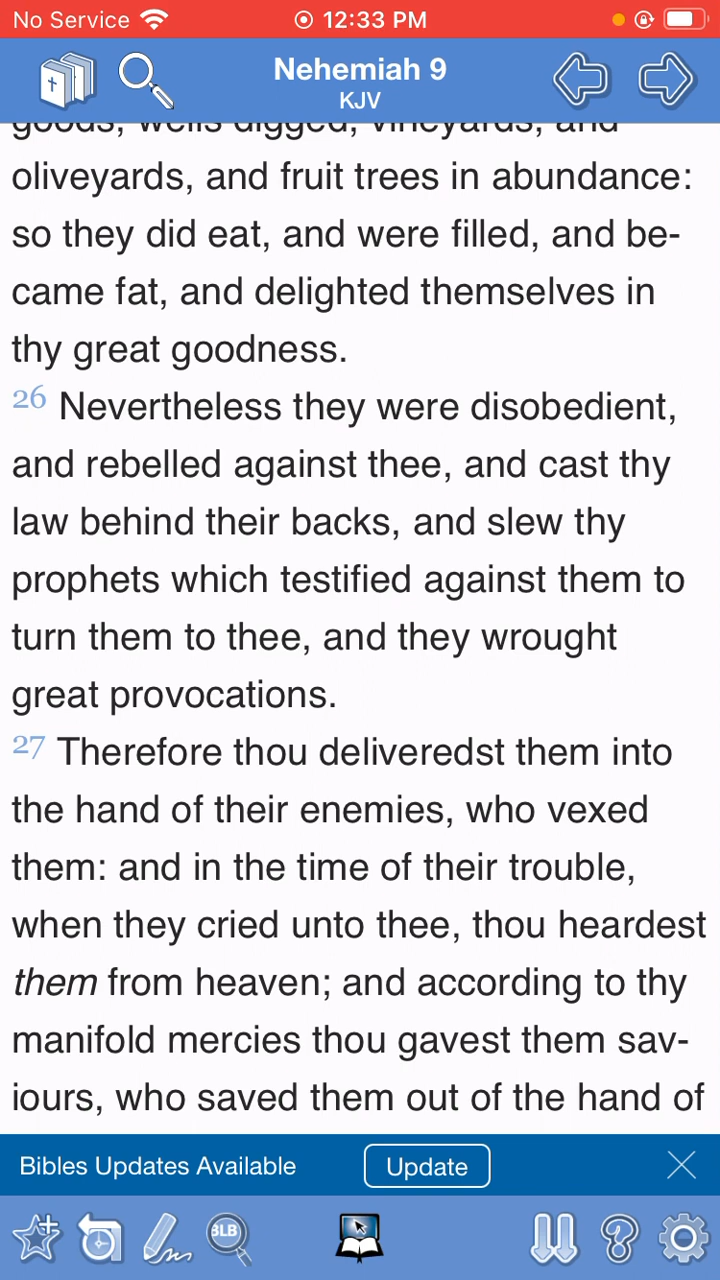 No Service 12:33 PM
Nehemiah 9
KJV
goods, wells digged, vineyards, and
oliveyards, and fruit trees in abundance:
so they did eat, and were filled, and be-
came fat, and delighted themselves in
thy great goodness.
26 Nevertheless they were disobedient,
and rebelled against thee, and cast thy
law behind their backs, and slew thy
prophets which testified against them to
turn them to thee, and they wrought
great provocations.
27 Therefore thou deliveredst them into
the hand of their enemies, who vexed
them: and in the time of their trouble,
when they cried unto thee, thou heardest
them from heaven; and according to thy
manifold mercies thou gavest them sav-
iours, who saved them out of the hand of
Bibles Updates Available Update
BLB